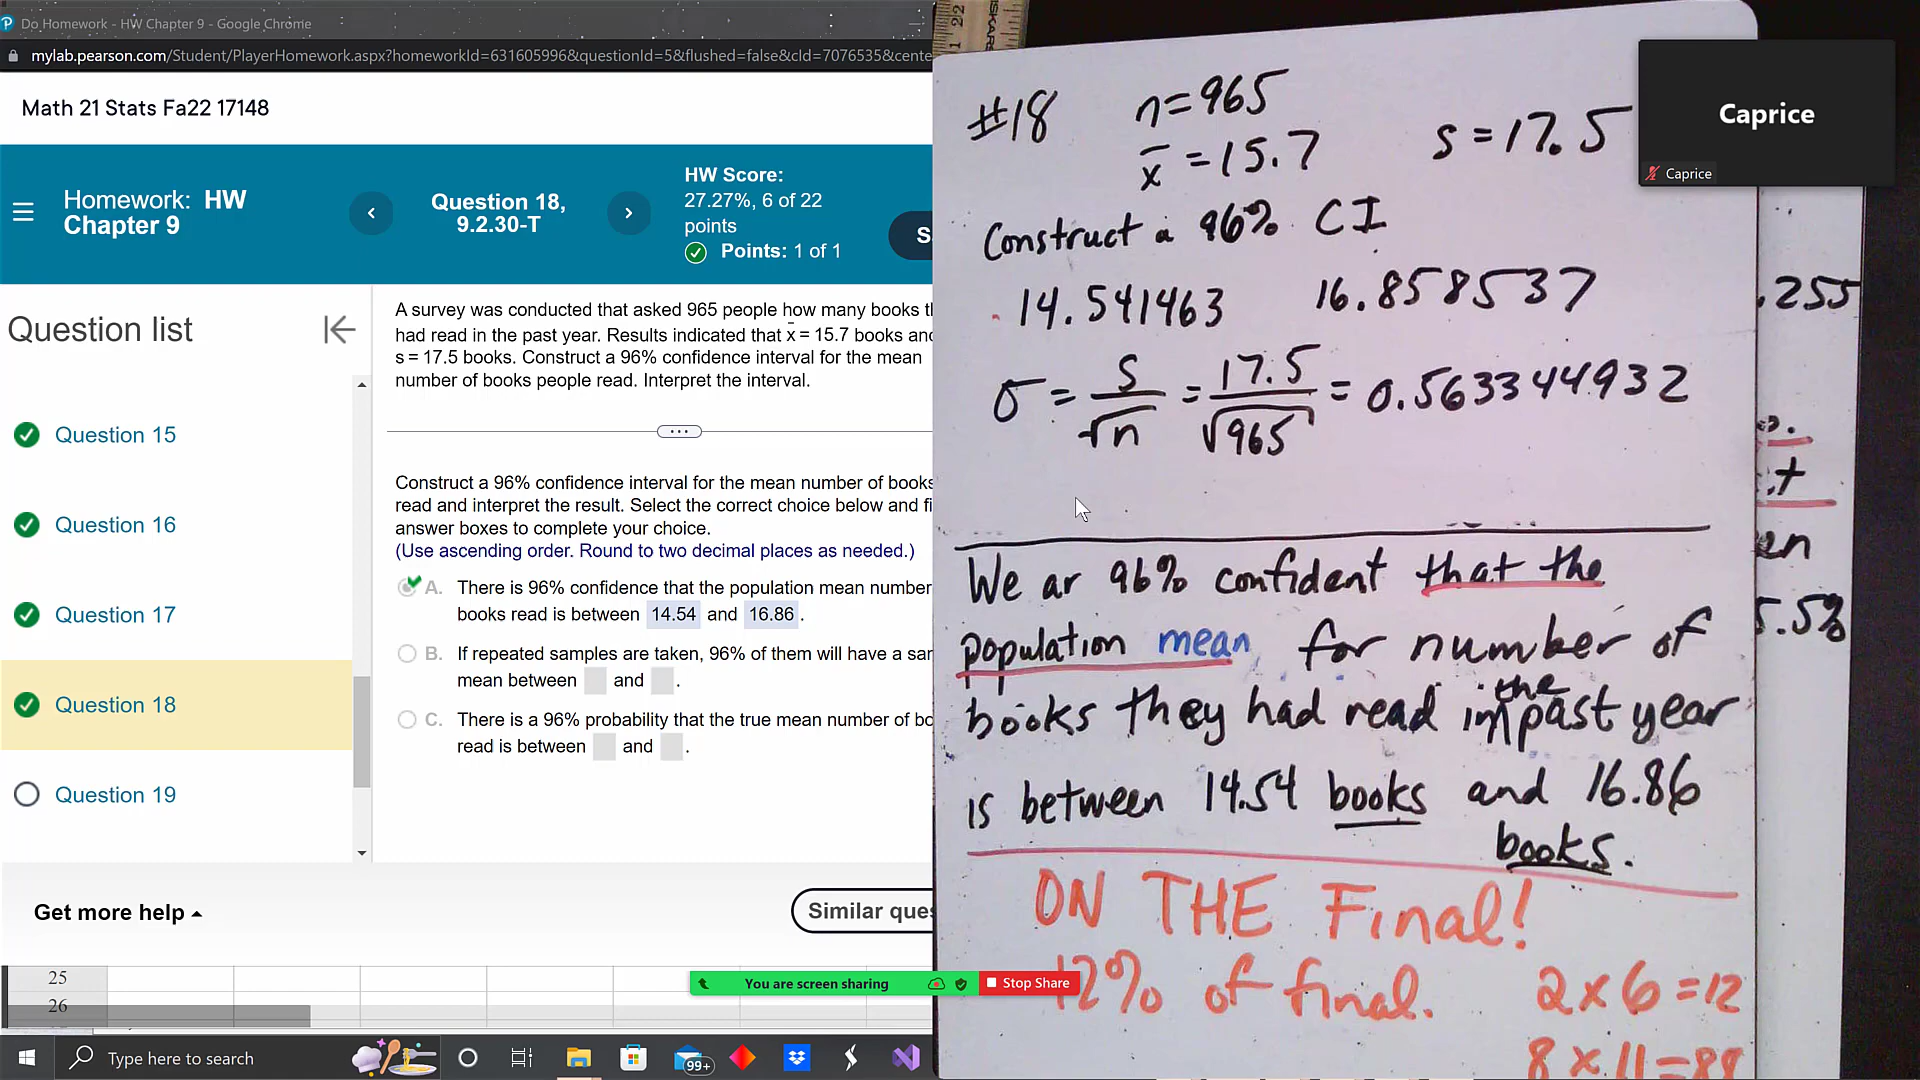 Do Homework - HW Chapter 9 - Google Chrome
mylab.pearson.com/Student/PlayerHomework.aspx?homeworkId=631605996&questionId=5&flushed=false&cId=7076535&cente
Math 21 Stats Fa22 17148
Homework: HW
Chapter 9
Question 18,
9.2.30-T
HW Score:
27.27%, 6 of 22
points
Points: 1 of 1
S
Question list
Question 15
Question 16
Question 17
Question 18
Question 19
A survey was conducted that asked 965 people how many books t
had read in the past year. Results indicated that x̄ = 15.7 books and
s = 17.5 books. Construct a 96% confidence interval for the mean
number of books people read. Interpret the interval.
Construct a 96% confidence interval for the mean number of books
read and interpret the result. Select the correct choice below and fi
answer boxes to complete your choice.
(Use ascending order. Round to two decimal places as needed.)
A. There is 96% confidence that the population mean number
books read is between 14.54 and 16.86.
B. If repeated samples are taken, 96% of them will have a sar
mean between and .
C. There is a 96% probability that the true mean number of bo
read is between and .
Get more help
Similar ques
25
26
You are screen sharing
Stop Share
Type here to search
99+
#18
n=965
x̄ =15.7
s=17.5
Construct a 96% CI
14.541463 16.858537
σ = s/√n = 17.5/√965 = 0.563344932
We ar 96% confident that the
population mean for number of
books they had read in the past year
is between 14.54 books and 16.86
books.
ON THE Final!
12% of final.
2 x 6 =12
8 x 11 =88
Caprice
Caprice
.255
.t
en
5.5%